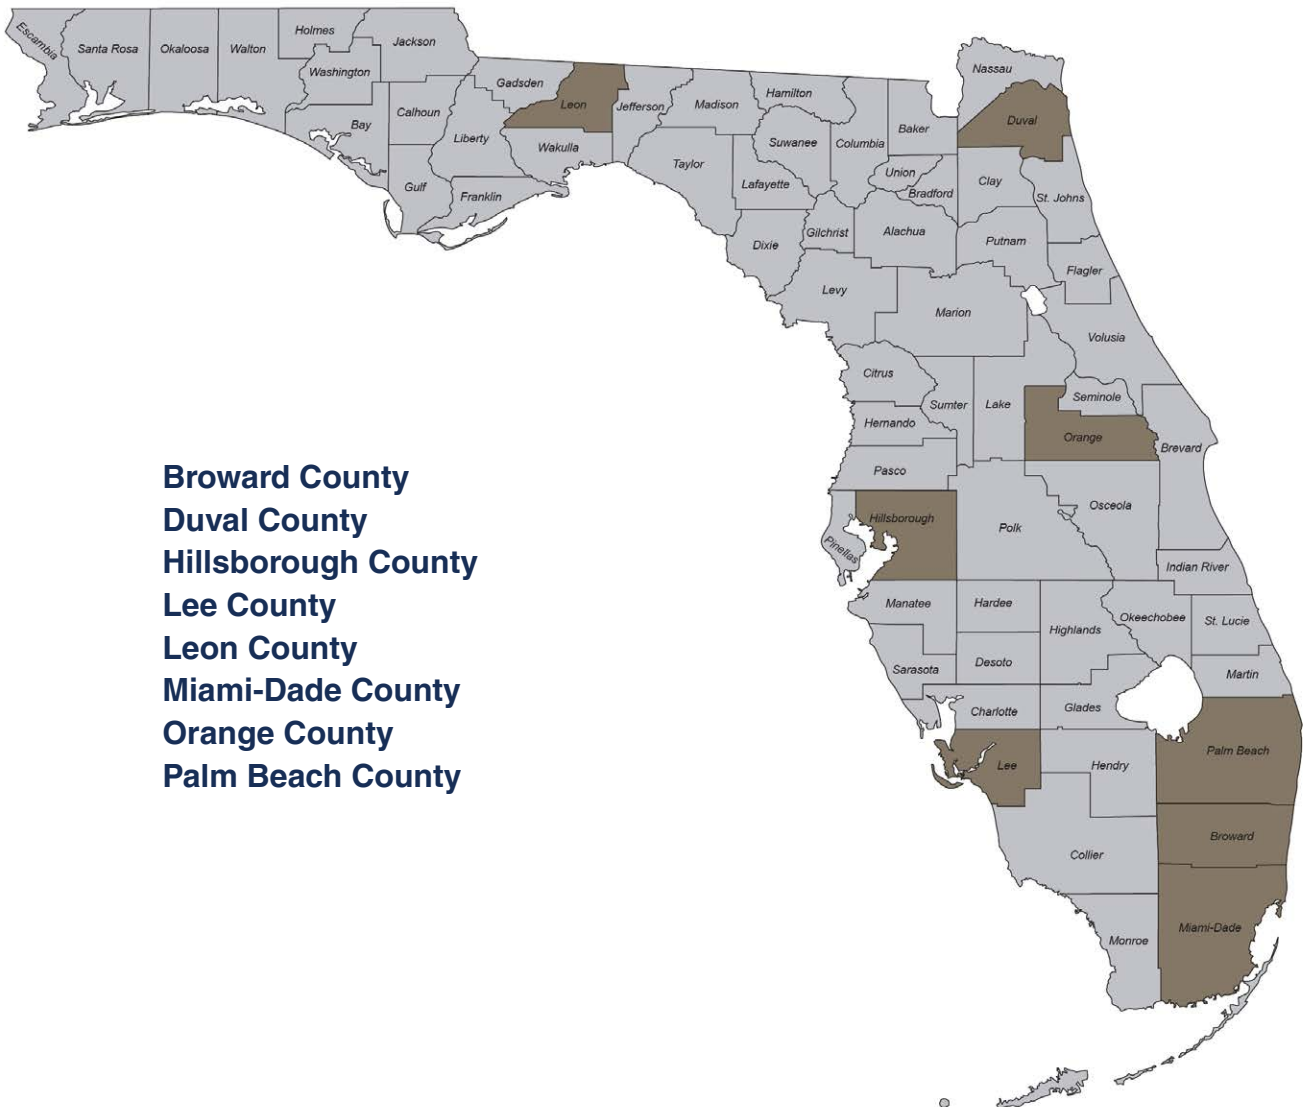 Escambia
Santa Rosa
Okaloosa
Walton
Holmes
Jackson
Washington
Bay
Calhoun
Gulf
Liberty
Gadsden
Franklin
Leon
Wakulla
Jefferson
Madison
Taylor
Hamilton
Suwanee
Lafayette
Dixie
Columbia
Gilchrist
Baker
Union
Bradford
Alachua
Levy
Nassau
Duval
Clay
St. Johns
Putnam
Flagler
Marion
Volusia
Citrus
Sumter
Lake
Seminole
Hernando
Orange
Brevard
Pasco
Hillsborough
Pinellas
Polk
Osceola
Indian River
Manatee
Hardee
Highlands
Okeechobee
St. Lucie
Sarasota
Desoto
Martin
Charlotte
Glades
Lee
Hendry
Palm Beach
Broward
Collier
Miami-Dade
Monroe
Broward County
Duval County
Hillsborough County
Lee County
Leon County
Miami-Dade County
Orange County
Palm Beach County